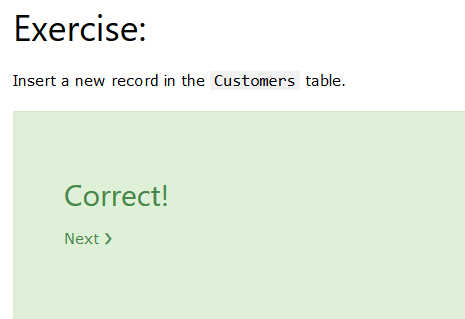 Exercise:
Insert a new record in the Customers table.
Correct!
Next ❯